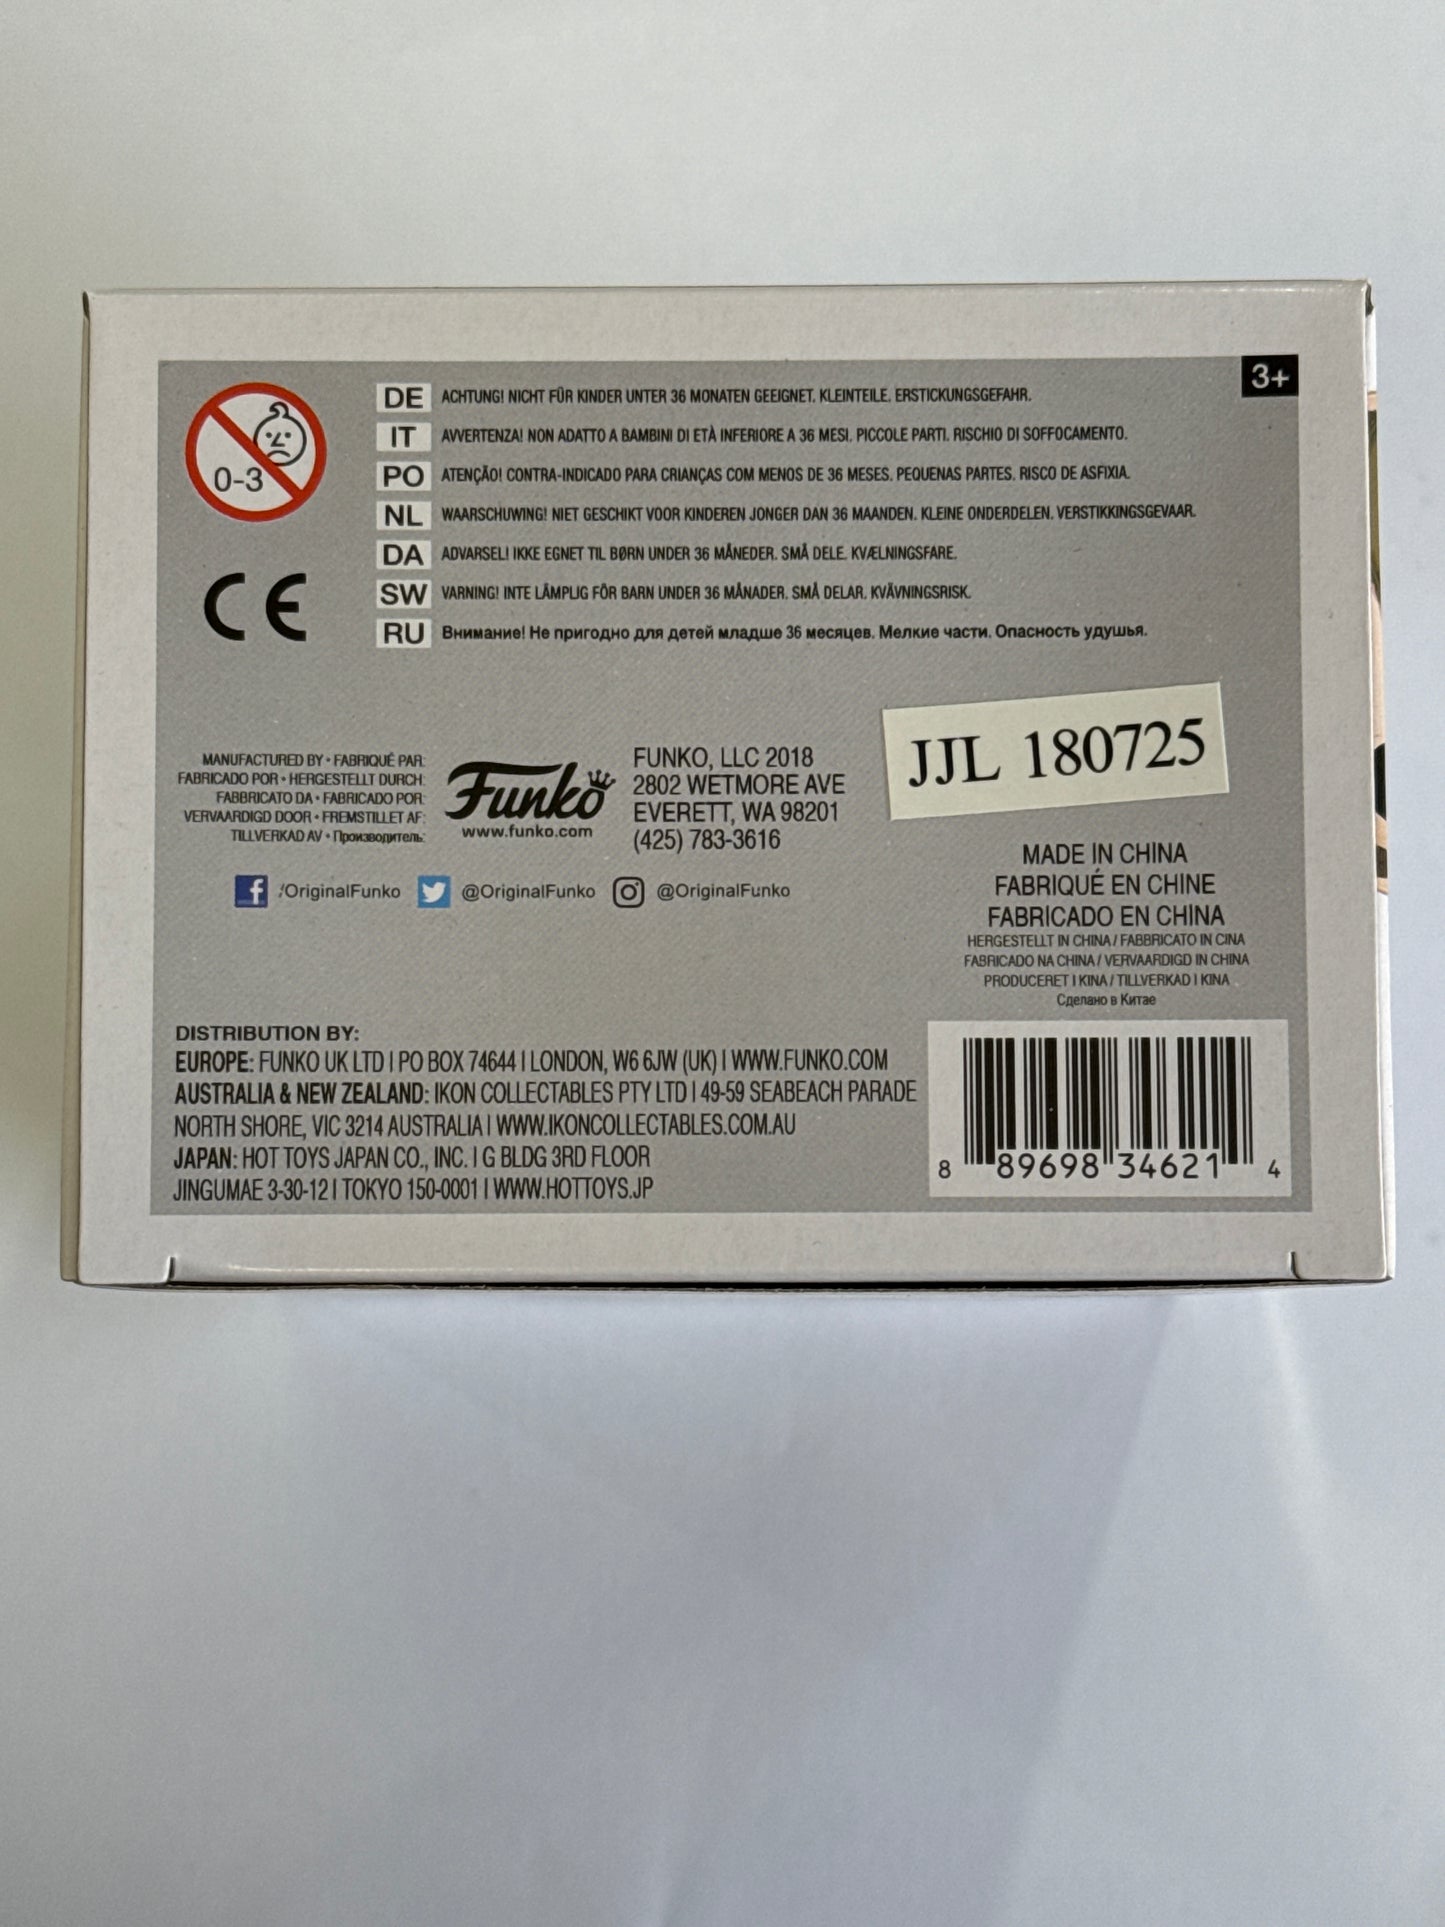 3+
0-3
DE ACHTUNG! NICHT FÜR KINDER UNTER 36 MONATEN GEEIGNET. KLEINTEILE. ERSTICKUNGSGEFAHR.
IT AVVERTENZA! NON ADATTO A BAMBINI DI ETÀ INFERIORE A 36 MESI. PICCOLE PARTI. RISCHIO DI SOFFOCAMENTO.
PO ATENÇÃO! CONTRA-INDICADO PARA CRIANÇAS COM MENOS DE 36 MESES. PEQUENAS PARTES. RISCO DE ASFIXIA.
NL WAARSCHUWING! NIET GESCHIKT VOOR KINDEREN JONGER DAN 36 MAANDEN. KLEINE ONDERDELEN. VERSTIKKINGSGEVAAR.
DA ADVARSEL! IKKE EGNET TIL BØRN UNDER 36 MÅNEDER. SMÅ DELE. KVÆLNINGSFARE.
SW VARNING! INTE LÄMPLIG FÖR BARN UNDER 36 MÅNADER. SMÅ DELAR. KVÄVNINGSRISK.
RU Внимание! Не пригодно для детей младше 36 месяцев. Мелкие части. Опасность удушья.
CE
MANUFACTURED BY • FABRIQUÉ PAR:
FABRICADO POR • HERGESTELLT DURCH:
FABBRICATO DA • FABRICADO POR:
VERVAARDIGD DOOR • FREMSTILLET AF:
TILLVERKAD AV • Производитель:
Funko
www.funko.com
FUNKO, LLC 2018
2802 WETMORE AVE
EVERETT, WA 98201
(425) 783-3616
JJL 180725
f /OriginalFunko @OriginalFunko @OriginalFunko
MADE IN CHINA
FABRIQUÉ EN CHINE
FABRICADO EN CHINA
HERGESTELLT IN CHINA / FABBRICATO IN CINA
FABRICADO NA CHINA / VERVAARDIGD IN CHINA
PRODUCERET I KINA / TILLVERKAD I KINA
Сделано в Китае
DISTRIBUTION BY:
EUROPE: FUNKO UK LTD | PO BOX 74644 | LONDON, W6 6JW (UK) | WWW.FUNKO.COM
AUSTRALIA & NEW ZEALAND: IKON COLLECTABLES PTY LTD | 49-59 SEABEACH PARADE
NORTH SHORE, VIC 3214 AUSTRALIA | WWW.IKONCOLLECTABLES.COM.AU
JAPAN: HOT TOYS JAPAN CO., INC. | G BLDG 3RD FLOOR
JINGUMAE 3-30-12 | TOKYO 150-0001 | WWW.HOTTOYS.JP
8 89698 34621 4